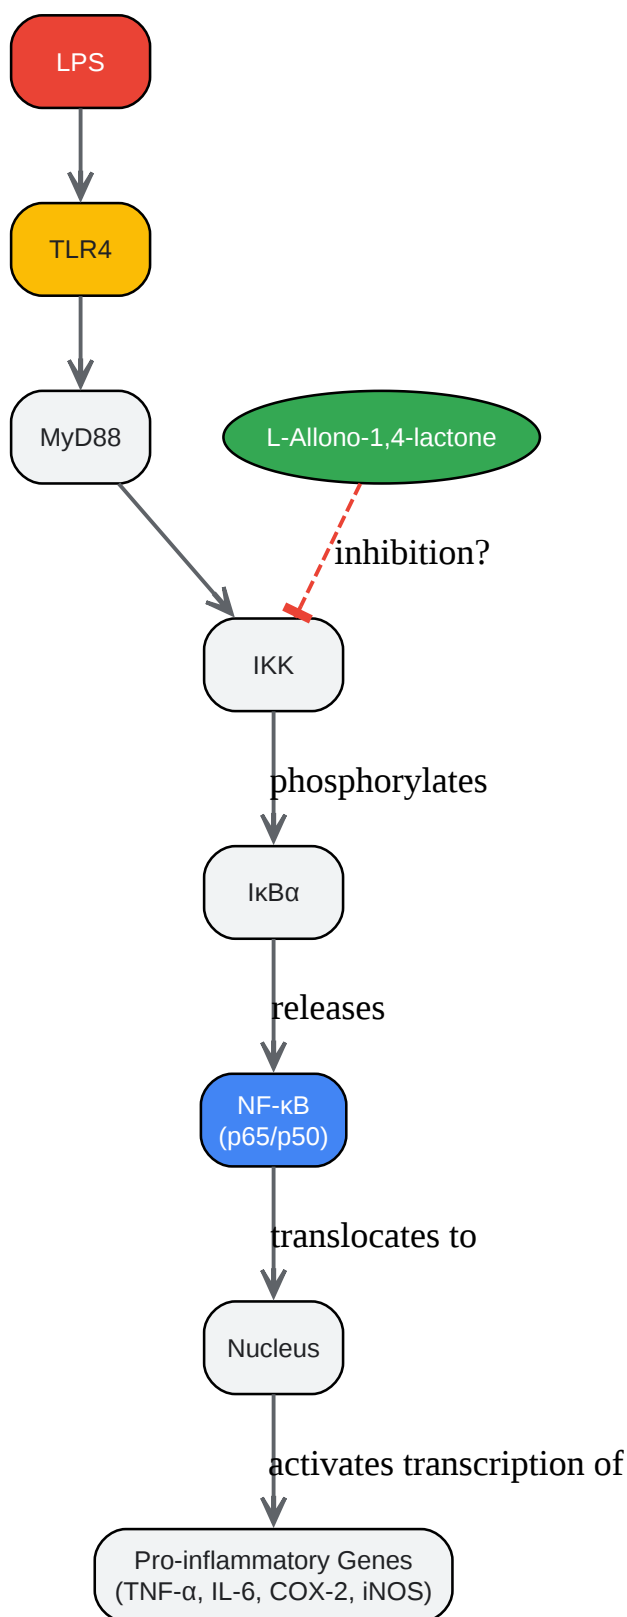 LPS
TLR4
MyD88
L-Allono-1,4-lactone
inhibition?
IKK
phosphorylates
IκBα
releases
NF-κB
(p65/p50)
translocates to
Nucleus
activates transcription of
Pro-inflammatory Genes
(TNF-α, IL-6, COX-2, iNOS)